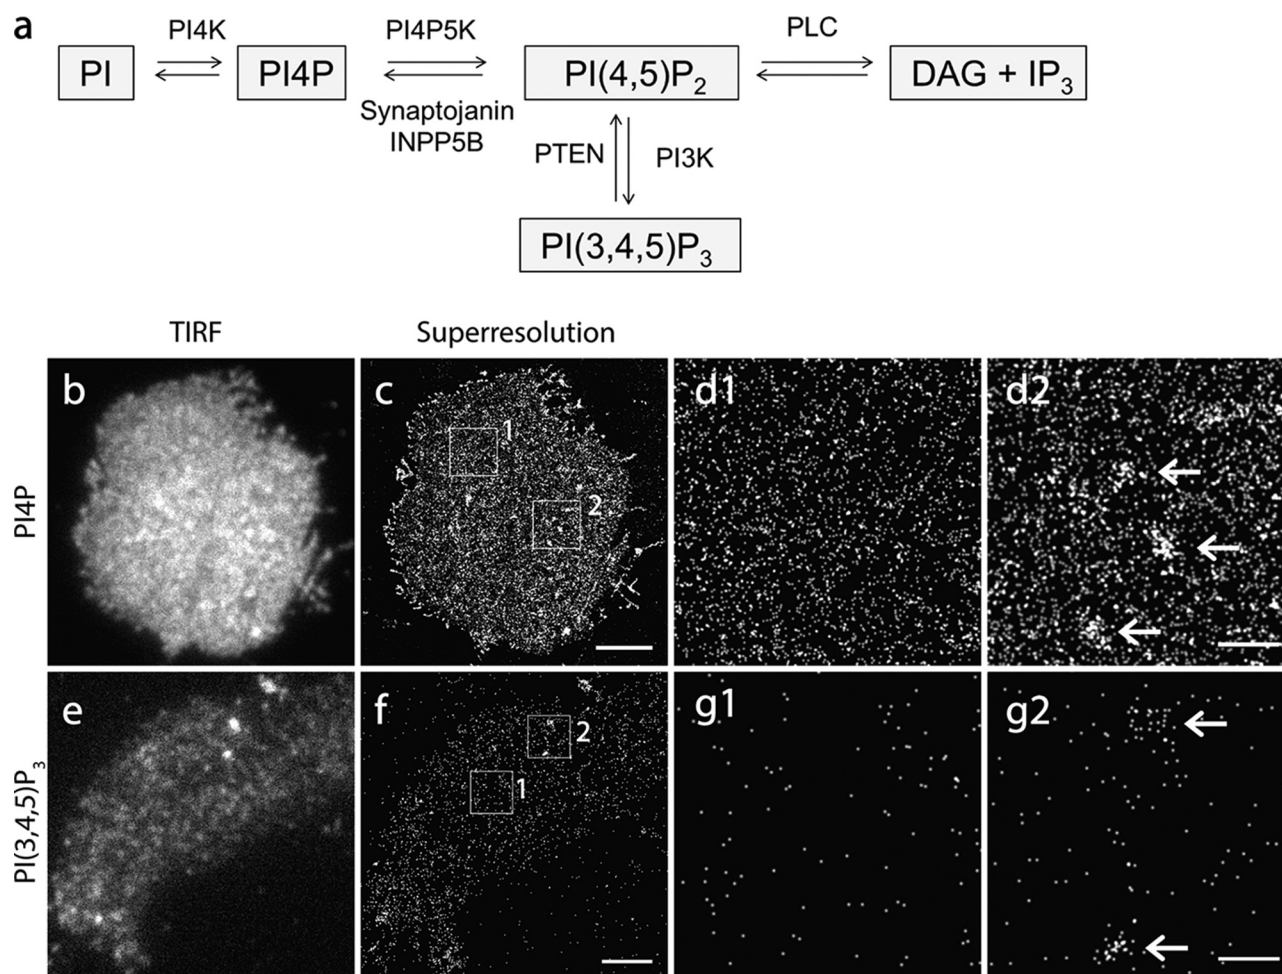 a
PI4K
PI4P5K
PLC
PI
PI4P
PI(4,5)P2
DAG + IP3
Synaptojanin
INPP5B
PTEN
PI3K
PI(3,4,5)P3
TIRF
Superresolution
PI4P
b
c
1
2
d1
d2
PI(3,4,5)P3
e
f
2
1
g1
g2